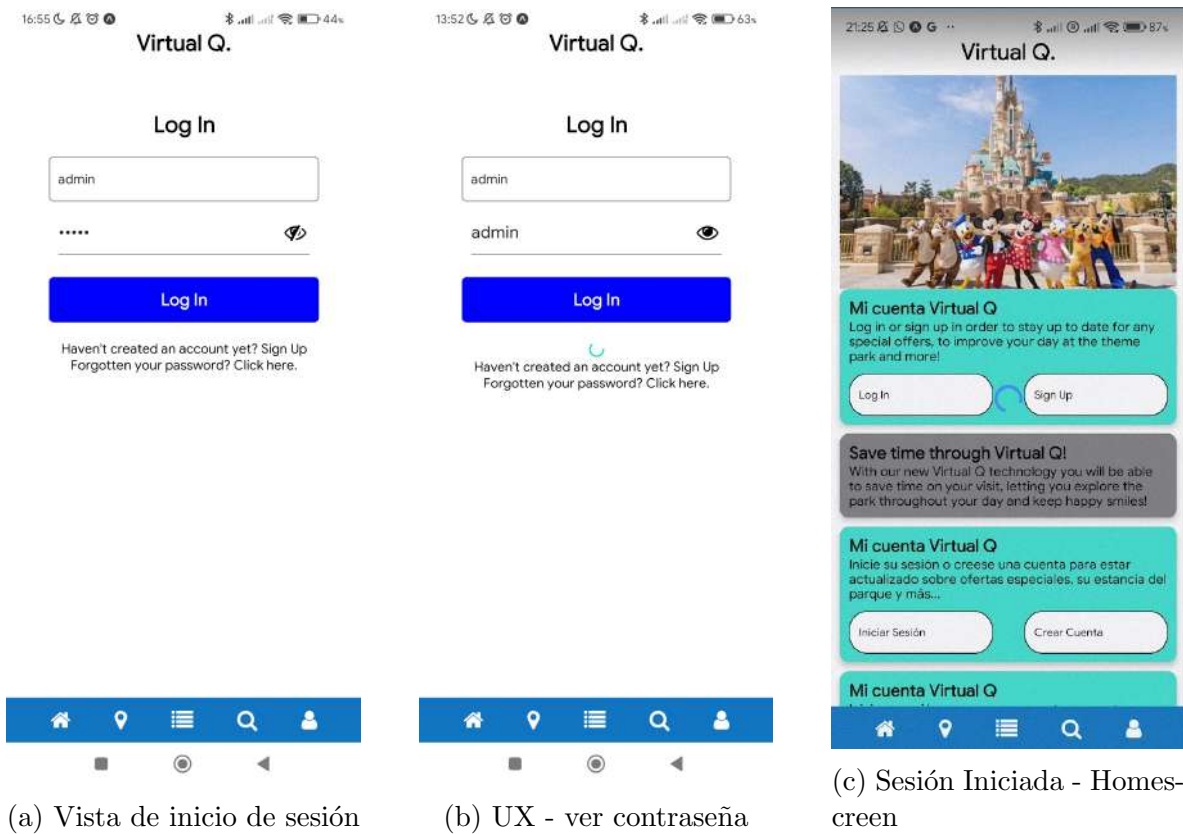 16:55
44%
Virtual Q.
Log In
admin
•••••
Log In
Haven't created an account yet? Sign Up
Forgotten your password? Click here.
(a) Vista de inicio de sesión
13:52
63%
Virtual Q.
Log In
admin
admin
Log In
Haven't created an account yet? Sign Up
Forgotten your password? Click here.
(b) UX - ver contraseña
21:25 G ··
87%
Virtual Q.
Mi cuenta Virtual Q
Log in or sign up in order to stay up to date for any
special offers, to improve your day at the theme
park and more!
Log In
Sign Up
Save time through Virtual Q!
With our new Virtual Q technology you will be able
to save time on your visit, letting you explore the
park throughout your day and keep happy smiles!
Mi cuenta Virtual Q
Inicie su sesión o creese una cuenta para estar
actualizado sobre ofertas especiales, su estancia del
parque y más...
Iniciar Sesión
Crear Cuenta
Mi cuenta Virtual Q
(c) Sesión Iniciada - Homes-
creen